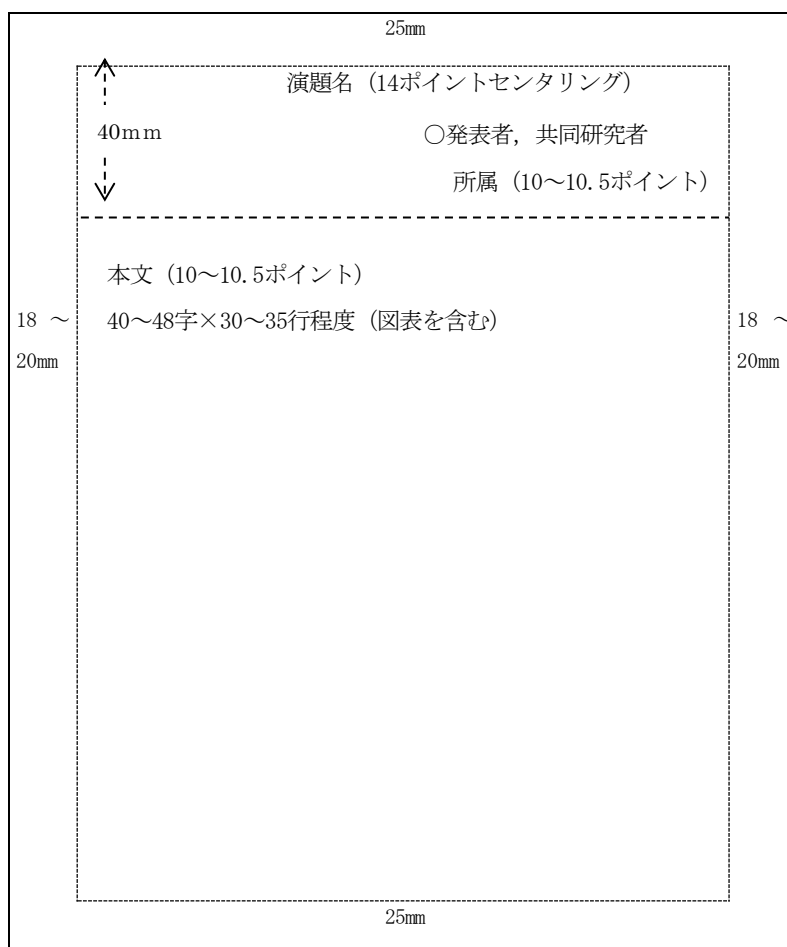 25mm
演題名（14ポイントセンタリング）
40mm
○発表者，共同研究者
所属（10～10.5ポイント）
本文（10～10.5ポイント）
40～48字×30～35行程度（図表を含む）
18 ～
20mm
18 ～
20mm
25mm